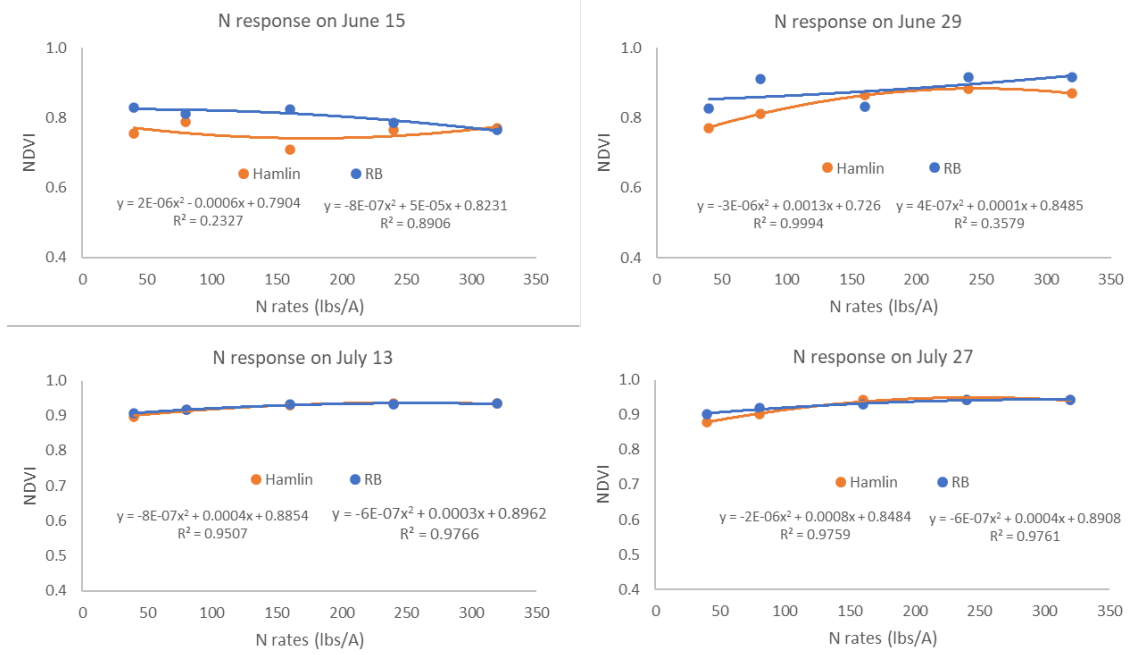 N response on June 15
1.0
0.8
0.6
0.4
NDVI
Hamlin
RB
y = 2E-06x² - 0.0006x + 0.7904
R² = 0.2327
y = -8E-07x² + 5E-05x + 0.8231
R² = 0.8906
0 50 100 150 200 250 300 350
N rates (lbs/A)
N response on June 29
1.0
0.8
0.6
0.4
NDVI
Hamlin
RB
y = -3E-06x² + 0.0013x + 0.726
R² = 0.9994
y = 4E-07x² + 0.0001x + 0.8485
R² = 0.3579
0 50 100 150 200 250 300 350
N rates (lbs/A)
N response on July 13
1.0
0.9
0.8
0.7
0.6
0.5
0.4
NDVI
Hamlin
RB
y = -8E-07x² + 0.0004x + 0.8854
R² = 0.9507
y = -6E-07x² + 0.0003x + 0.8962
R² = 0.9766
0 50 100 150 200 250 300 350
N rates (lbs/A)
N response on July 27
1.0
0.9
0.8
0.7
0.6
0.5
0.4
NDVI
Hamlin
RB
y = -2E-06x² + 0.0008x + 0.8484
R² = 0.9759
y = -6E-07x² + 0.0004x + 0.8908
R² = 0.9761
0 50 100 150 200 250 300 350
N rates (lbs/A)